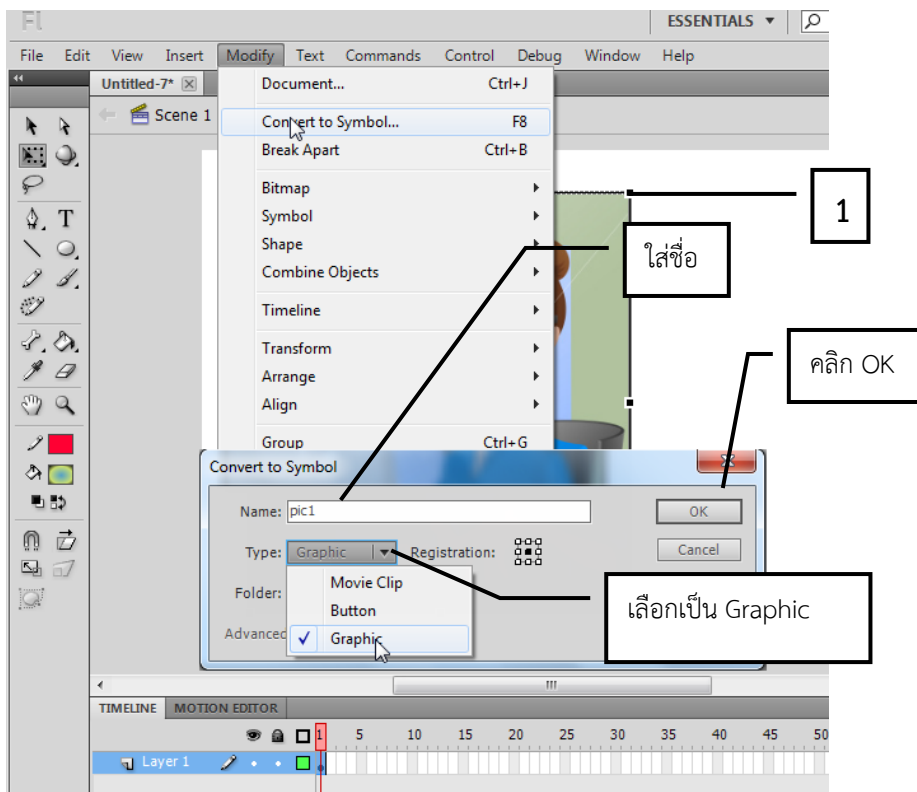 Fl
ESSENTIALS
File Edit View Insert Modify Text Commands Control Debug Window Help
Untitled-7*
Scene 1
Document... Ctrl+J
Convert to Symbol... F8
Break Apart Ctrl+B
Bitmap
Symbol
Shape
Combine Objects
Timeline
Transform
Arrange
Align
Group Ctrl+G
1
ใส่ชื่อ
คลิก OK
Convert to Symbol
Name: pic1
OK
Type: Graphic Registration:
Cancel
Folder:
Movie Clip
Button
Advanced
Graphic
เลือกเป็น Graphic
TIMELINE MOTION EDITOR
1 5 10 15 20 25 30 35 40 45 50
Layer 1